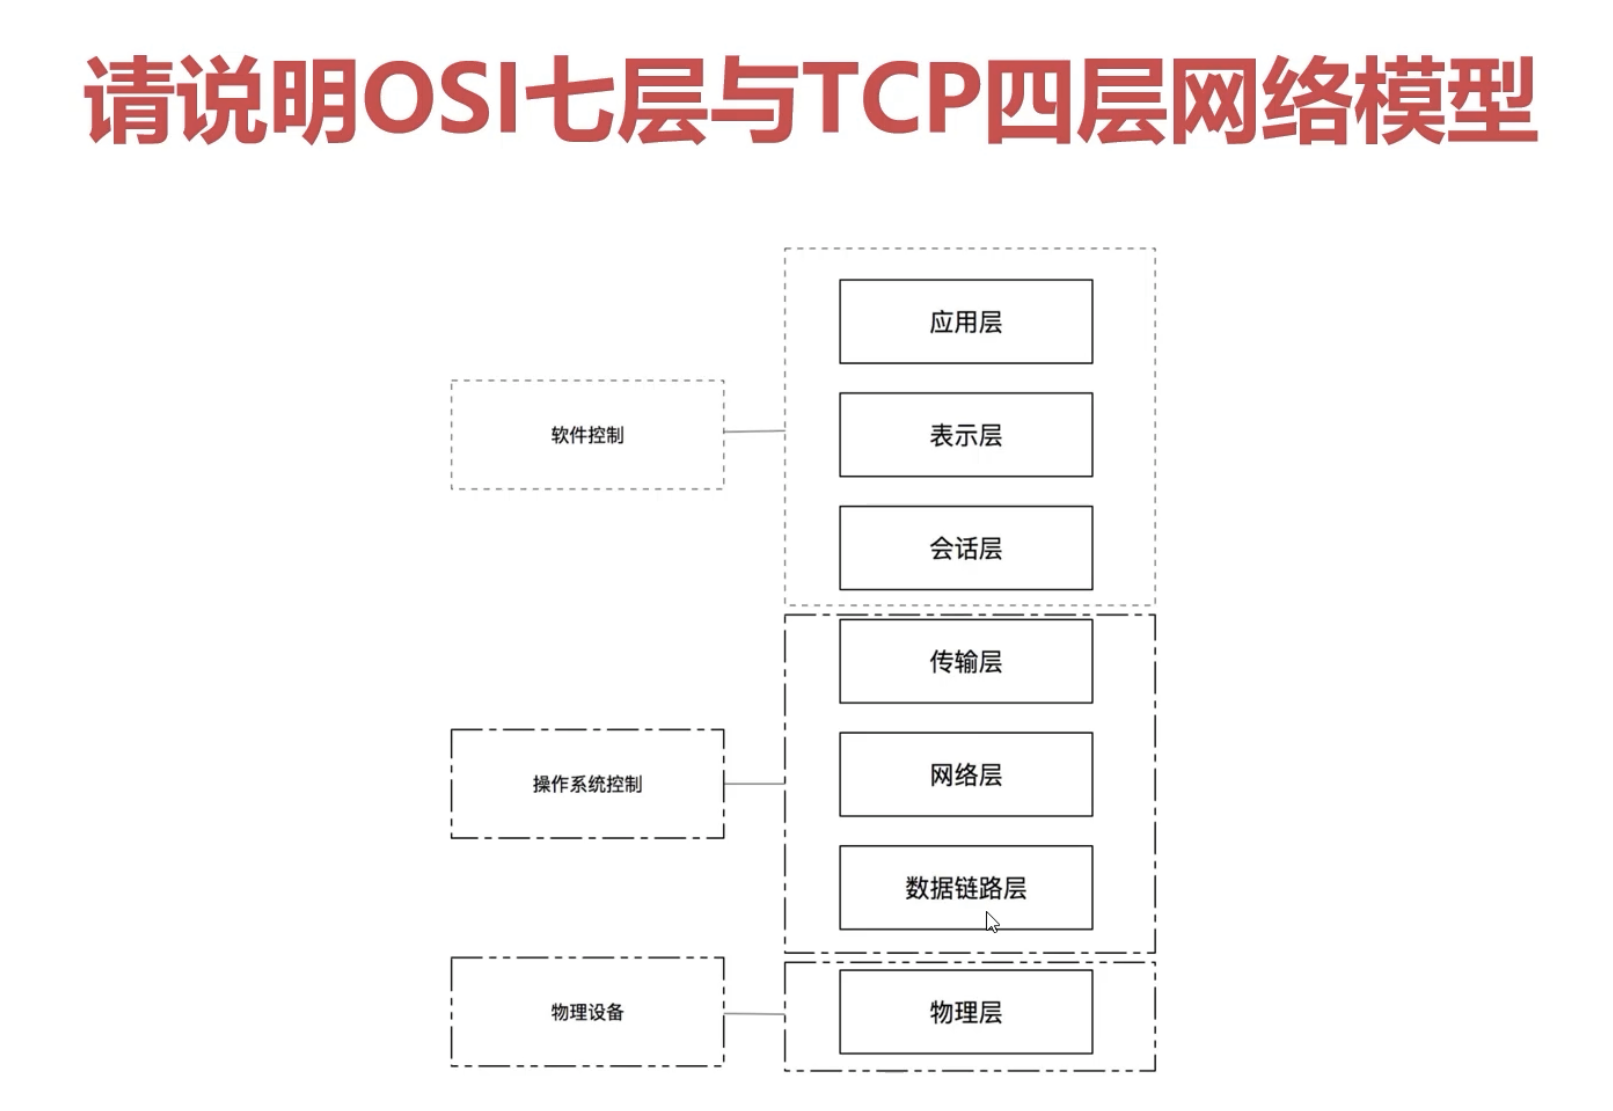 请说明OSI七层与TCP四层网络模型
应用层
表示层
会话层
软件控制
传输层
网络层
数据链路层
操作系统控制
物理层
物理设备